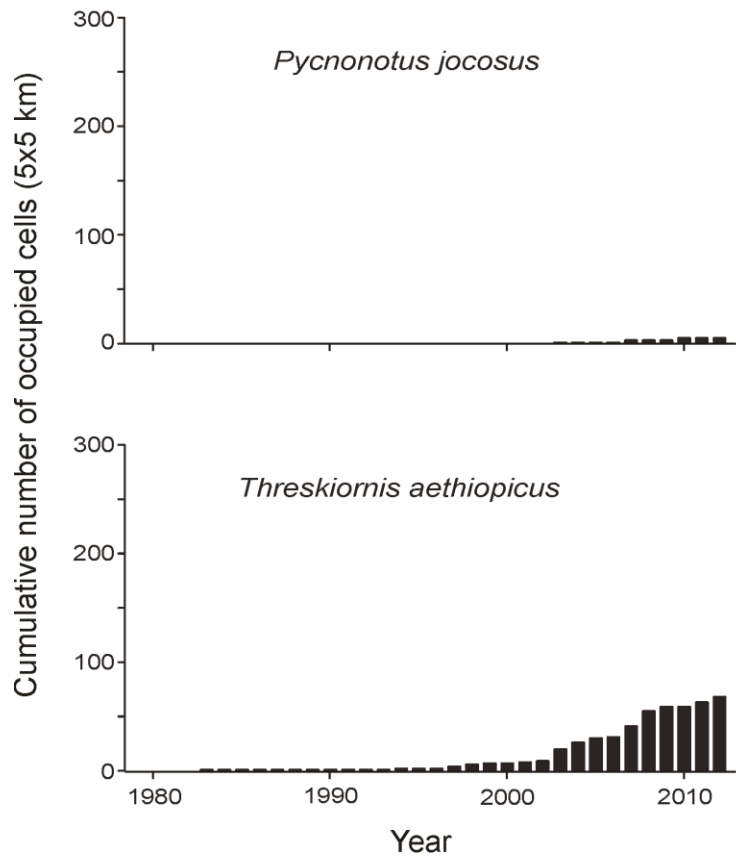 Cumulative number of occupied cells (5x5 km)
300
Pycnonotus jocosus
200
100
0
300
Threskiornis aethiopicus
200
100
0
1980 1990 2000 2010
Year